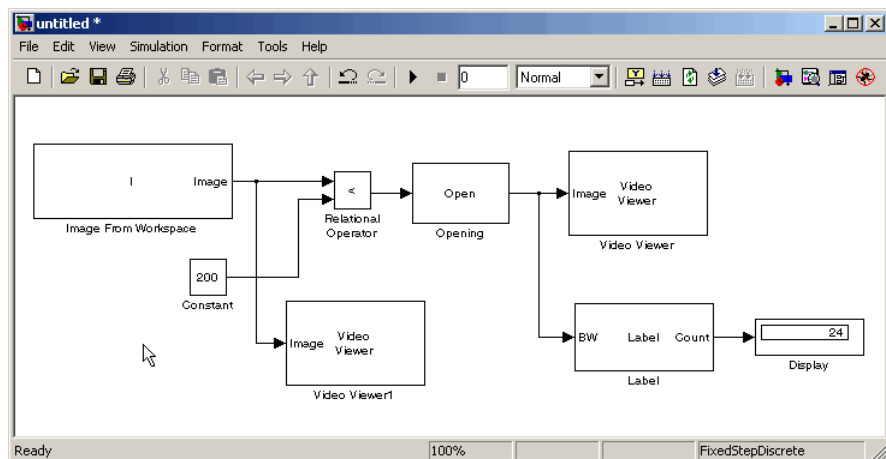 untitled *
File Edit View Simulation Format Tools Help
0 Normal
I Image
Image From Workspace
<
Relational
Operator
Open
Opening
Image Video
Viewer
Video Viewer
200
Constant
Image Video
Viewer
Video Viewer1
BW Label Count
Label
24
Display
Ready 100% FixedStepDiscrete